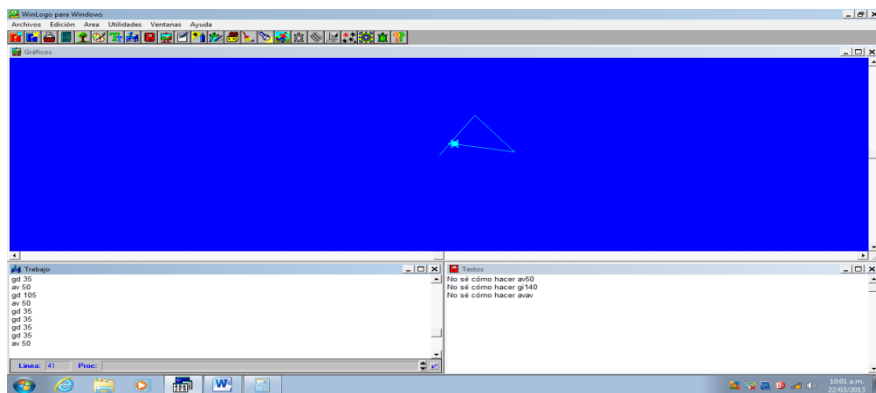 WinLogo para Windows
Archivos Edición Area Utilidades Ventanas Ayuda
Gráficos
Trabajo
gd 35
av 50
gd 105
av 50
gd 35
gd 35
gd 35
gd 35
av 50
Linea: 41 Proc:
Textos
No sé cómo hacer av50
No sé cómo hacer gi140
No sé cómo hacer avav
10:01 a.m.
22/03/2013